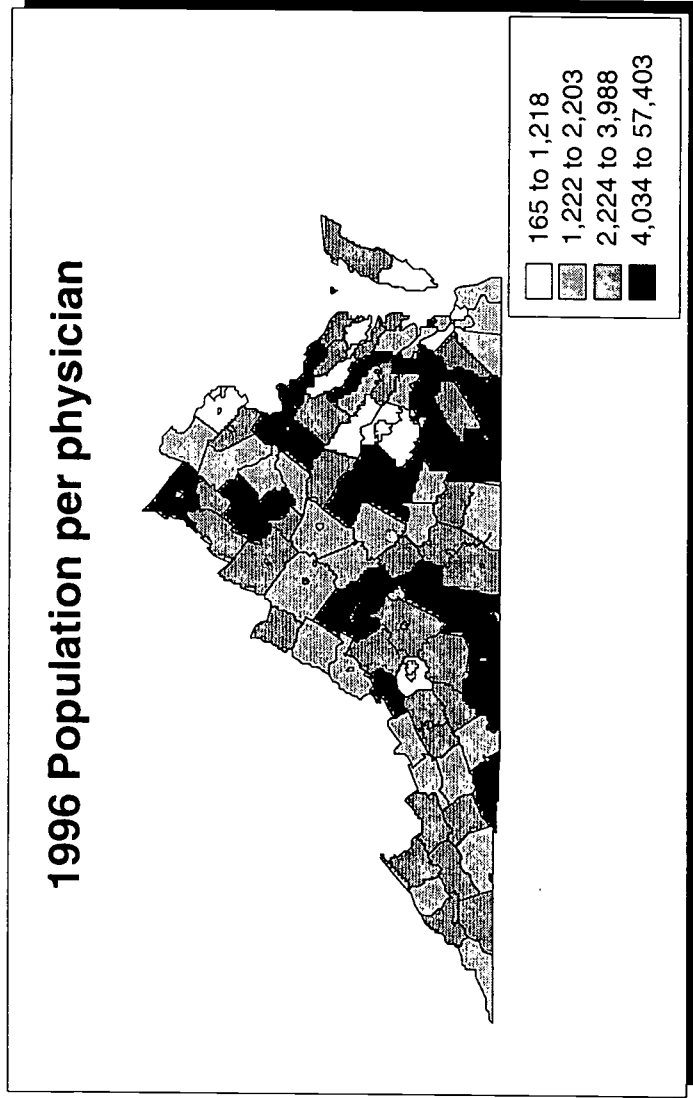 1996 Population per physician
165 to 1,218
1,222 to 2,203
2,224 to 3,988
4,034 to 57,403